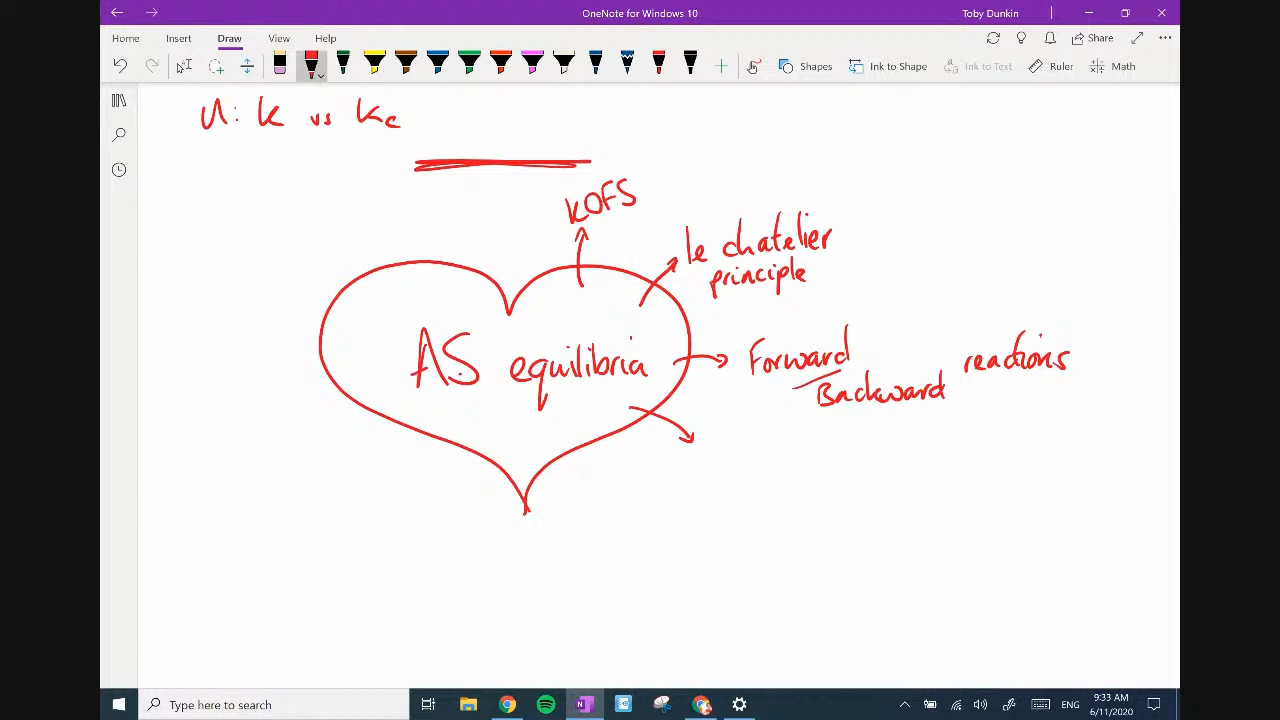 OneNote for Windows 10
Toby Dunkin
Home Insert Draw View Help
Share
Shapes Ink to Shape Ink to Text Ruler Math
k vs kc
KOFS
le chatelier
principle
AS equilibria
Forward
Backward reactions
Type here to search
ENG
9:33 AM
6/11/2020